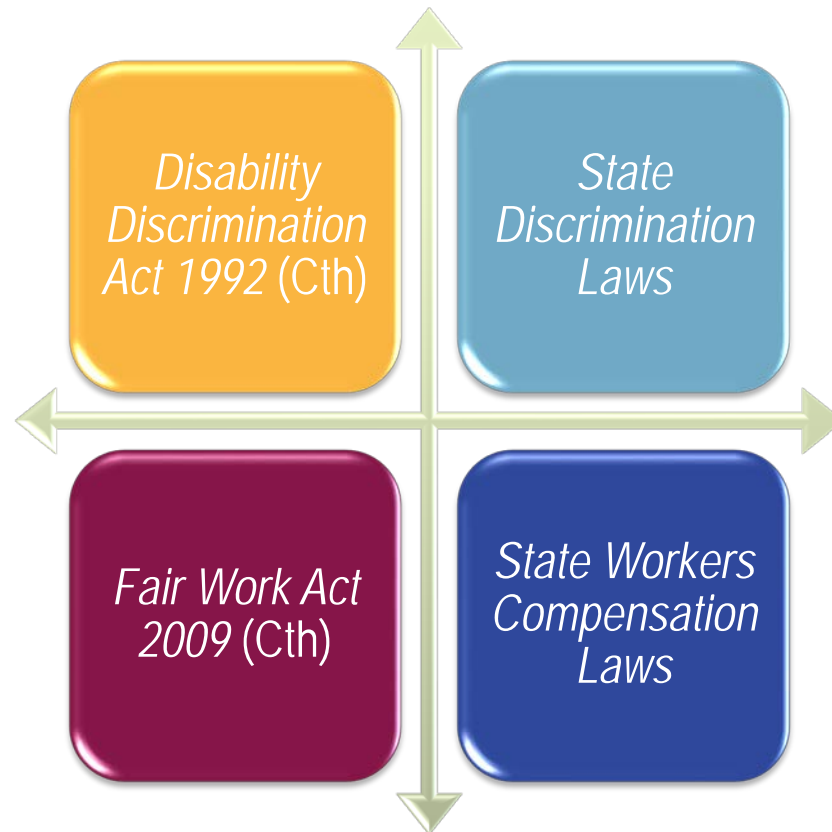 Disability
Discrimination
Act 1992 (Cth)
State
Discrimination
Laws
Fair Work Act
2009 (Cth)
State Workers
Compensation
Laws